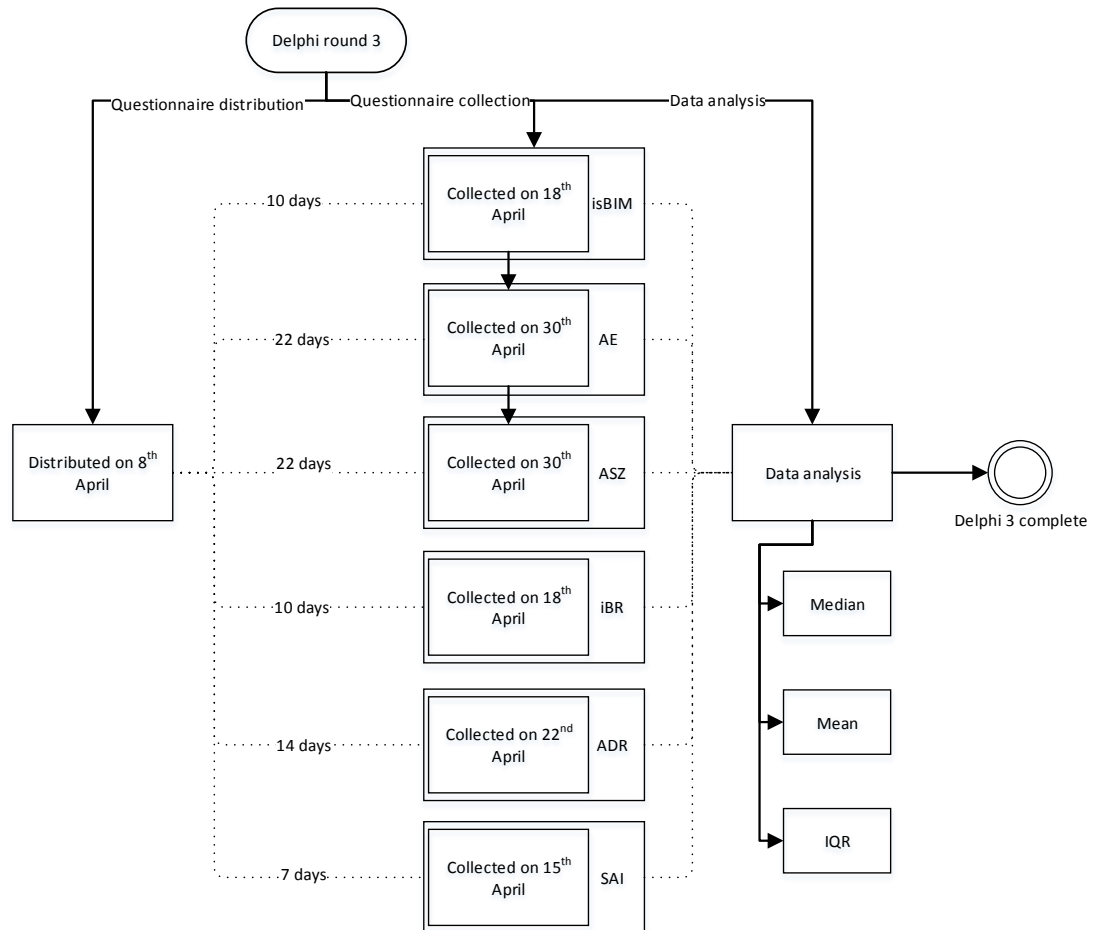 Delphi round 3
Questionnaire distribution
Questionnaire collection
Data analysis
10 days
Collected on 18th
April
isBIM
22 days
Collected on 30th
April
AE
Distributed on 8th
April
22 days
Collected on 30th
April
ASZ
Data analysis
Delphi 3 complete
10 days
Collected on 18th
April
iBR
Median
14 days
Collected on 22nd
April
ADR
Mean
7 days
Collected on 15th
April
SAI
IQR